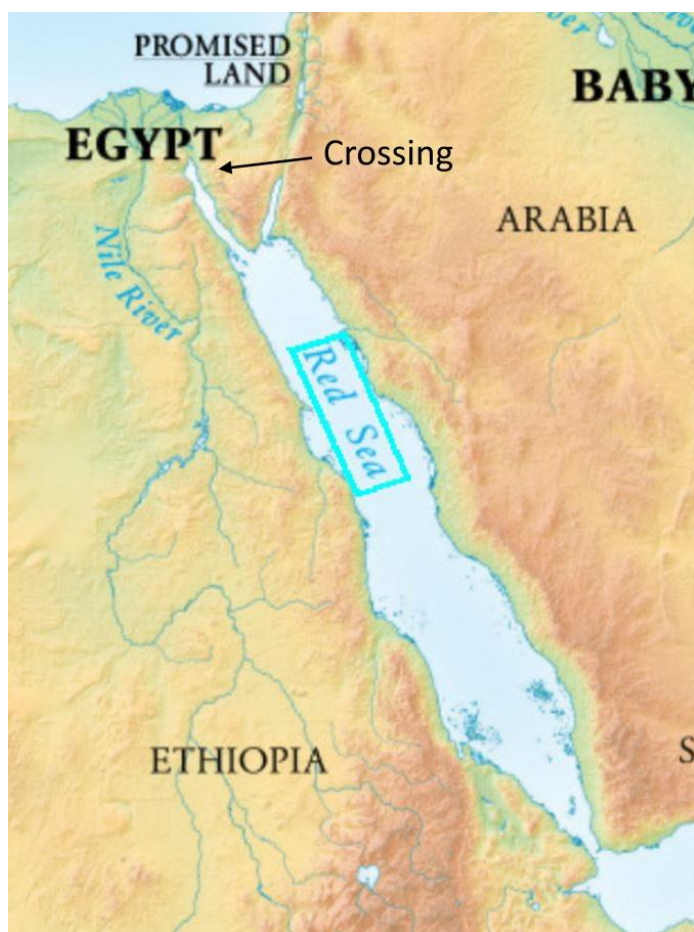 PROMISED
LAND
BABY
EGYPT
Crossing
ARABIA
Nile River
Red Sea
ETHIOPIA
S